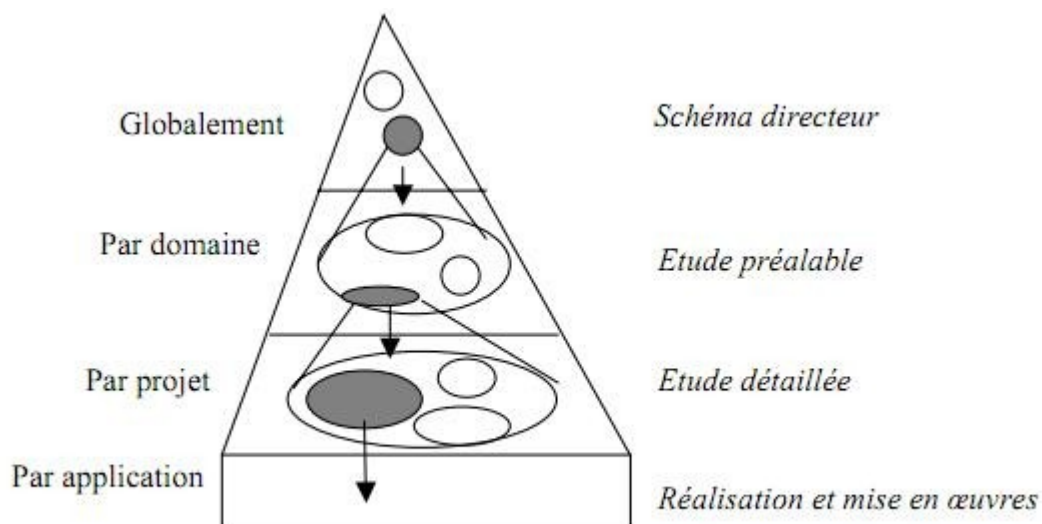 Globalement
Schéma directeur
Par domaine
Etude préalable
Par projet
Etude détaillée
Par application
Réalisation et mise en œuvres